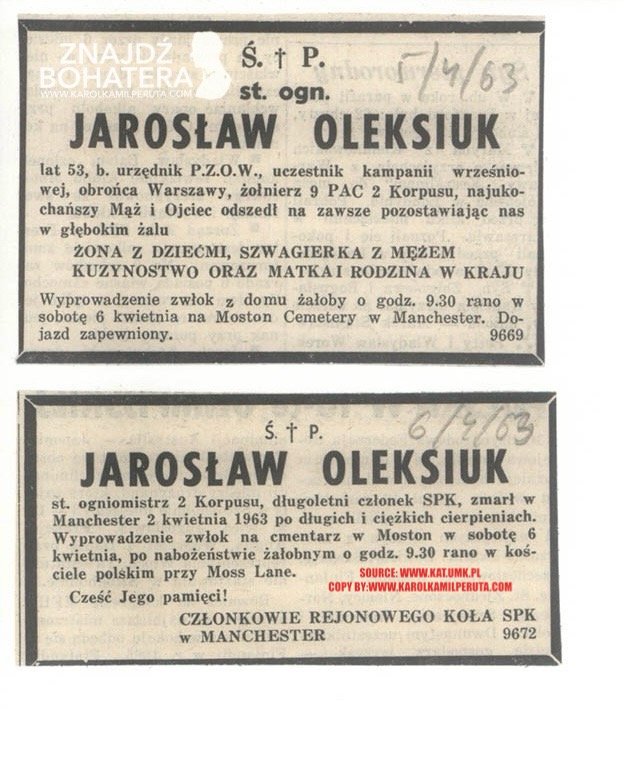 ZNAJDŹ
BOHATERA
WWW.KAROLKAMILPERUTA.COM
Ś. † P.
5/4/63
st. ogn.
JAROSŁAW OLEKSIUK
lat 53, b. urzędnik P.Z.O.W., uczestnik kampanii wrześnio-
wej, obrońca Warszawy, żołnierz 9 PAC 2 Korpusu, najuko-
chańszy Mąż i Ojciec odszedł na zawsze pozostawiając nas
w głębokim żalu
ŻONA Z DZIEĆMI, SZWAGIERKA Z MĘŻEM
KUZYNOSTWO ORAZ MATKA I RODZINA W KRAJU
Wyprowadzenie zwłok z domu żałoby o godz. 9.30 rano w
sobotę 6 kwietnia na Moston Cemetery w Manchester. Do-
jazd zapewniony. 9669
Ś. † P.
6/4/63
JAROSŁAW OLEKSIUK
st. ogniomistrz 2 Korpusu, długoletni członek SPK, zmarł w
Manchester 2 kwietnia 1963 po długich i ciężkich cierpieniach.
Wyprowadzenie zwłok na cmentarz w Moston w sobotę 6
kwietnia, po nabożeństwie żałobnym o godz. 9.30 rano w koś-
ciele polskim przy Moss Lane.
SOURCE: WWW.KAT.UMK.PL
COPY BY:WWW.KAROLKAMILPERUTA.COM
Cześć Jego pamięci!
CZŁONKOWIE REJONOWEGO KOŁA SPK
w MANCHESTER 9672